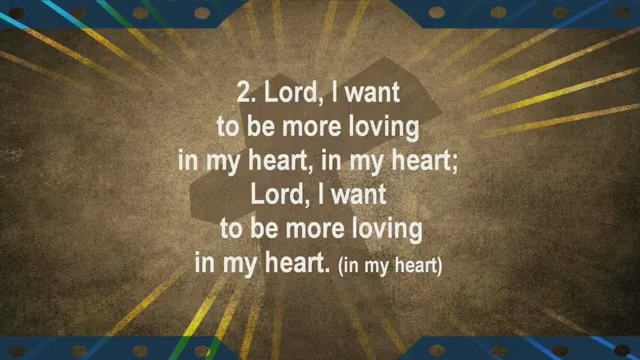 2. Lord, I want
to be more loving
in my heart, in my heart;
Lord, I want
to be more loving
in my heart. (in my heart)